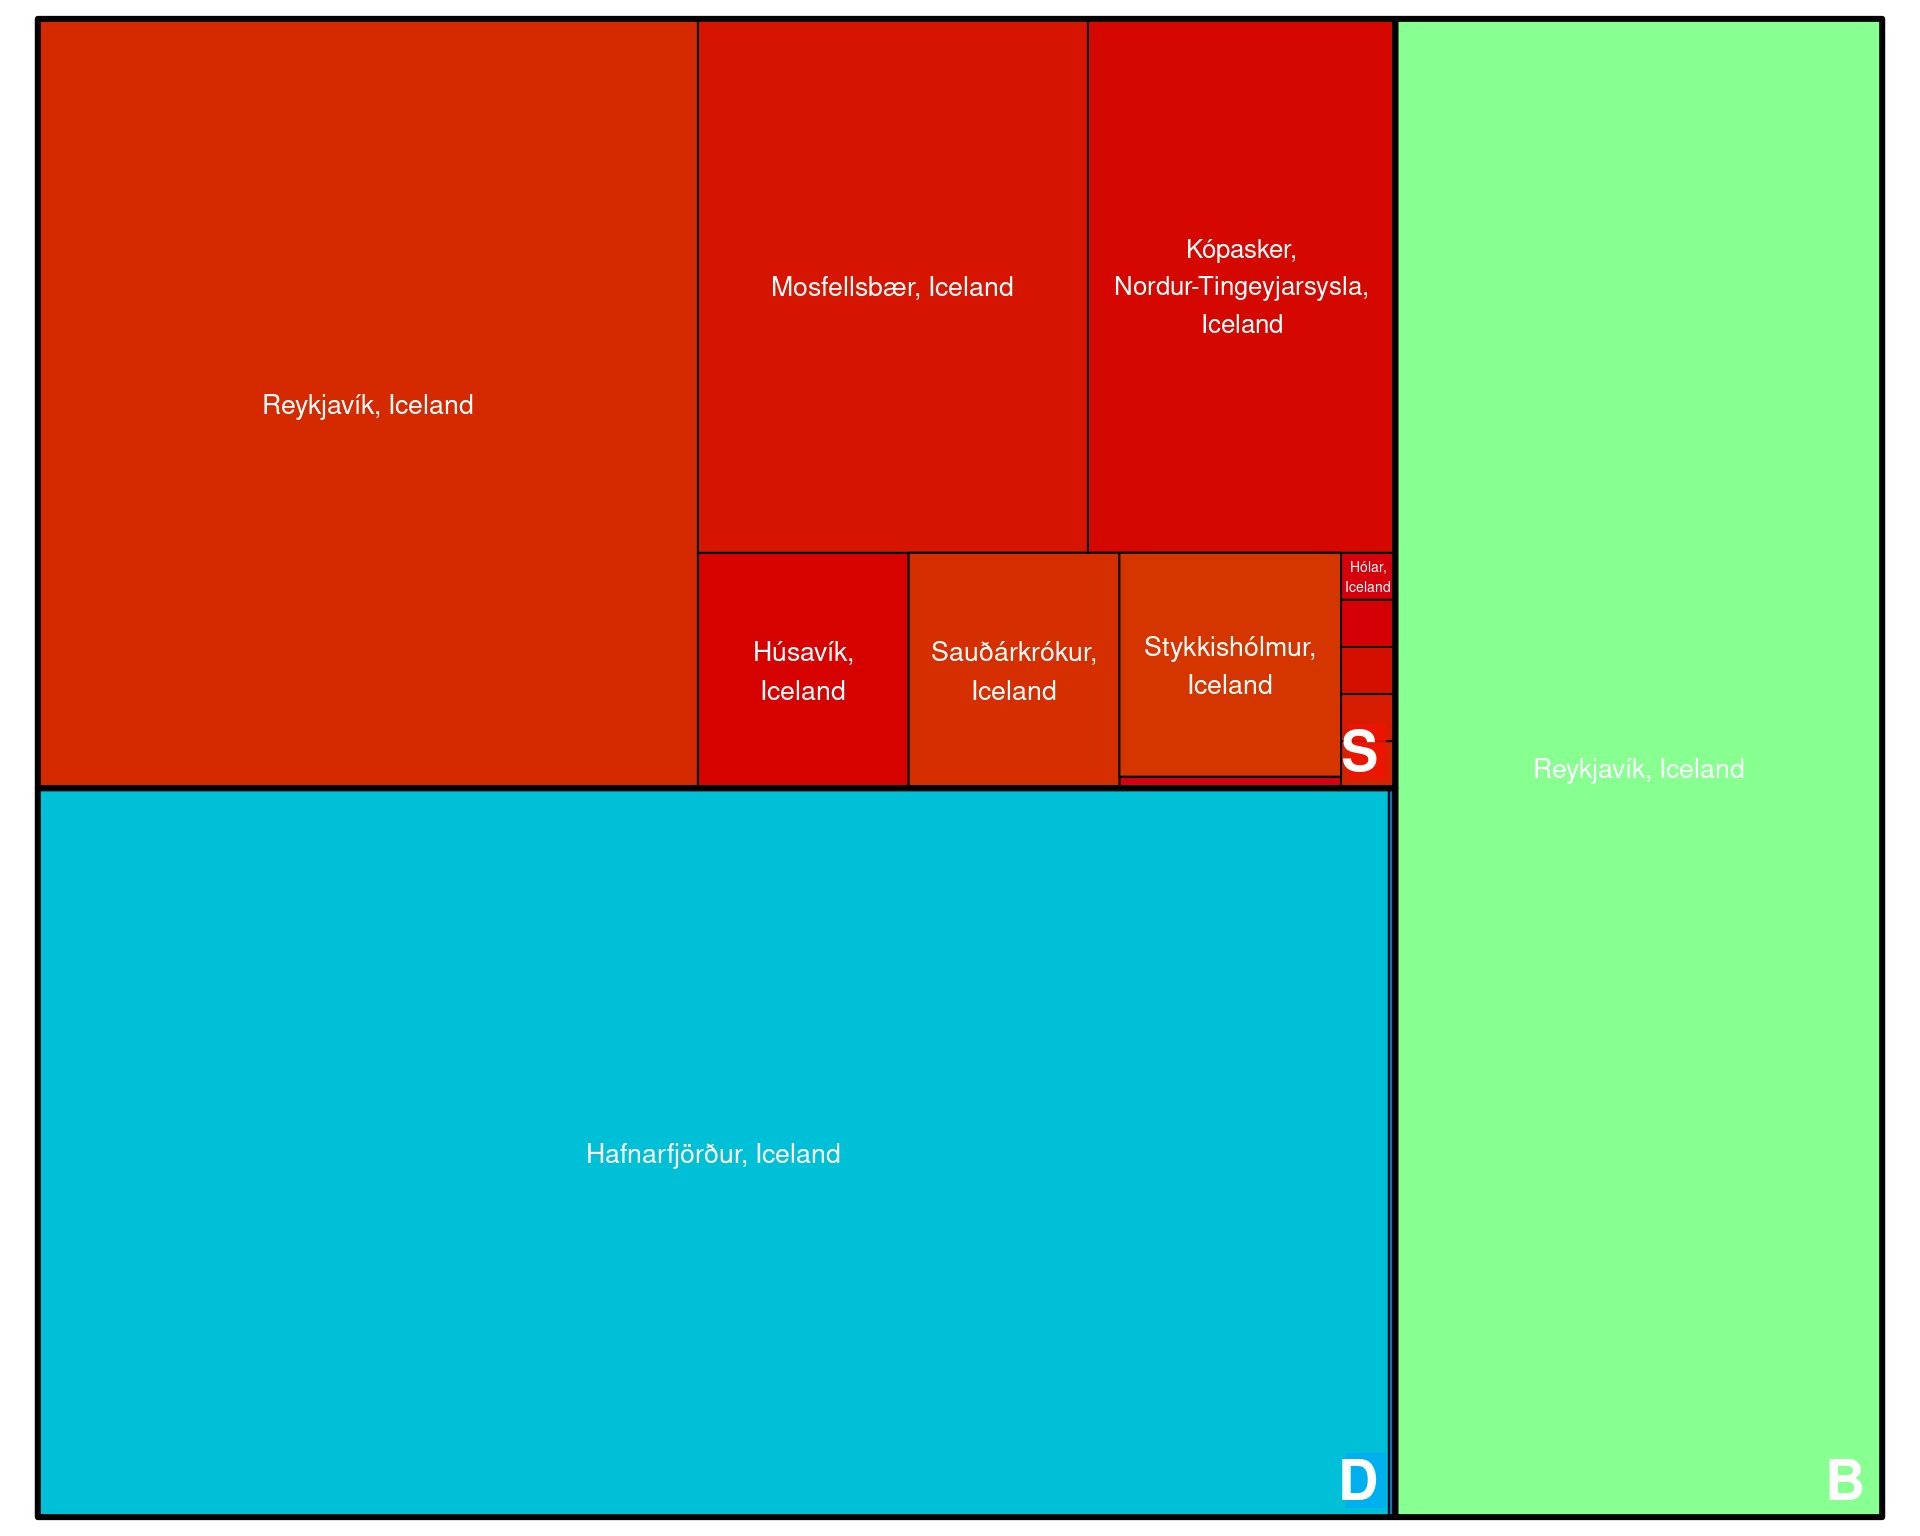 Reykjavík, Iceland
Mosfellsbær, Iceland
Kópasker,
Nordur-Tingeyjarsysla,
Iceland
Húsavík,
Iceland
Sauðárkrókur,
Iceland
Stykkishólmur,
Iceland
Hólar,
Iceland
S
Hafnarfjörður, Iceland
D
Reykjavík, Iceland
B